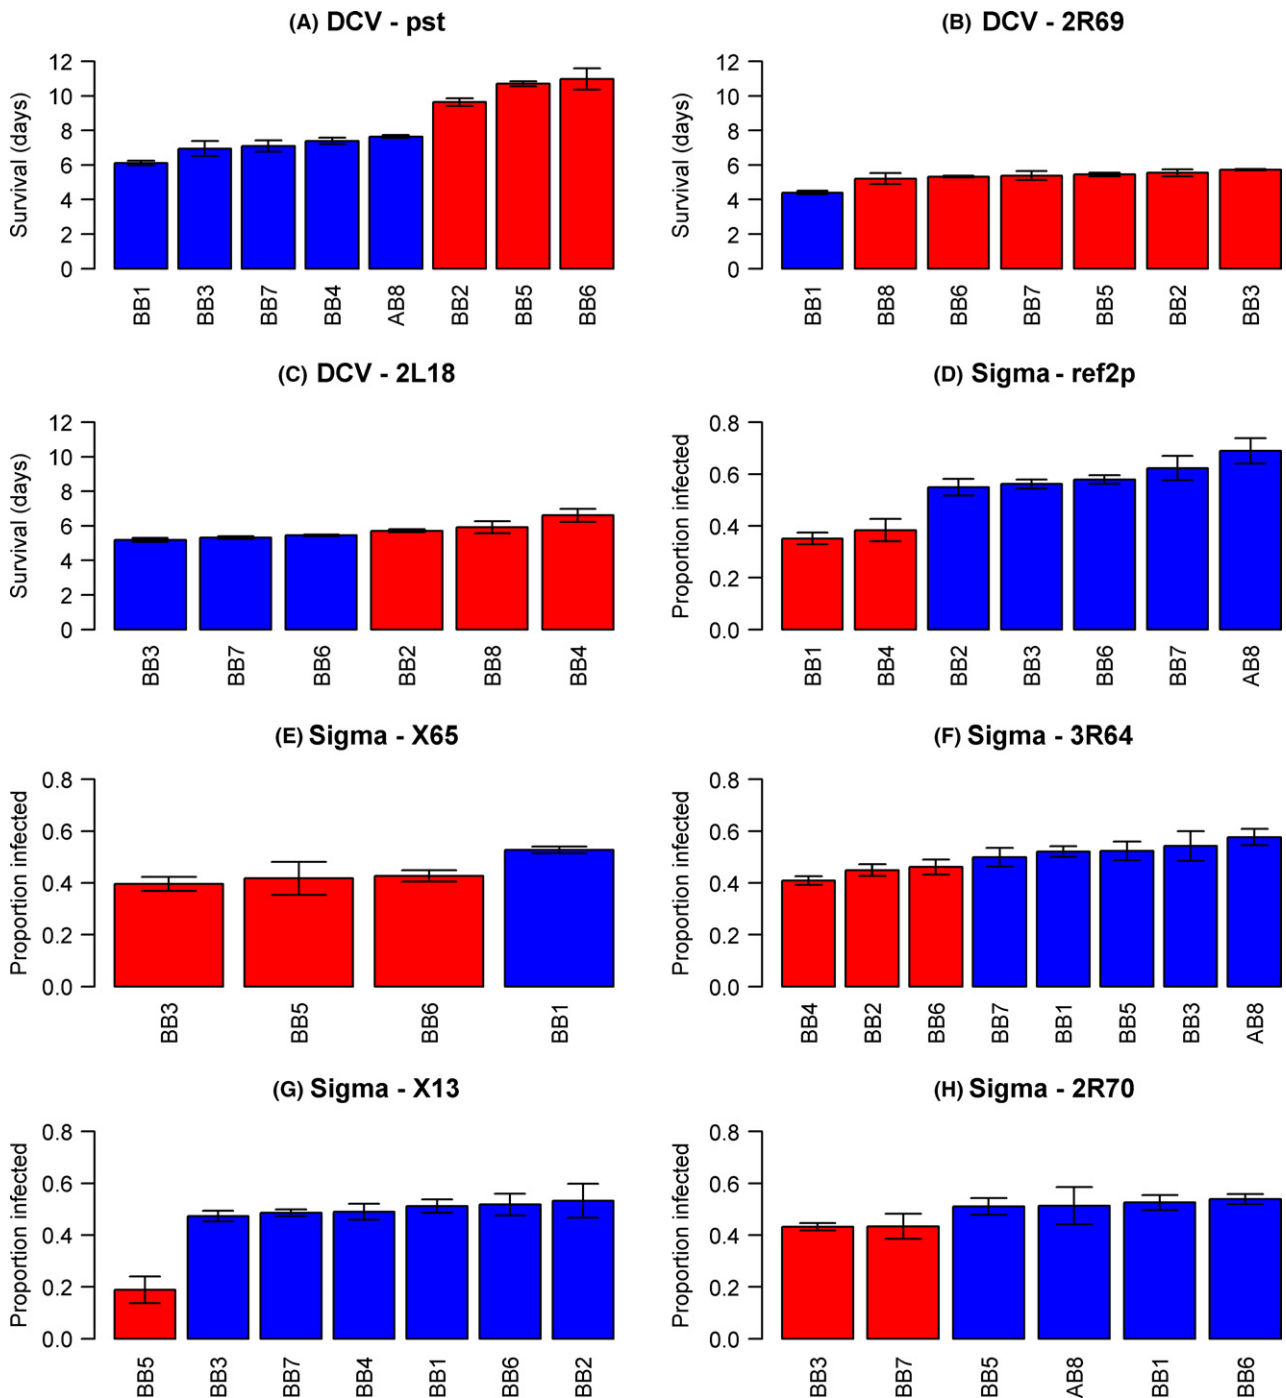 (A) DCV - pst
Survival (days)
12
10
8
6
4
2
0
BB1
BB3
BB7
BB4
AB8
BB2
BB5
BB6
(B) DCV - 2R69
Survival (days)
12
10
8
6
4
2
0
BB1
BB8
BB6
BB7
BB5
BB2
BB3
(C) DCV - 2L18
Survival (days)
12
10
8
6
4
2
0
BB3
BB7
BB6
BB2
BB8
BB4
(D) Sigma - ref2p
Proportion infected
0.8
0.6
0.4
0.2
0.0
BB1
BB4
BB2
BB3
BB6
BB7
AB8
(E) Sigma - X65
Proportion infected
0.8
0.6
0.4
0.2
0.0
BB3
BB5
BB6
BB1
(F) Sigma - 3R64
Proportion infected
0.8
0.6
0.4
0.2
0.0
BB4
BB2
BB6
BB7
BB1
BB5
BB3
AB8
(G) Sigma - X13
Proportion infected
0.8
0.6
0.4
0.2
0.0
BB5
BB3
BB7
BB4
BB1
BB6
BB2
(H) Sigma - 2R70
Proportion infected
0.8
0.6
0.4
0.2
0.0
BB3
BB7
BB5
AB8
BB1
BB6